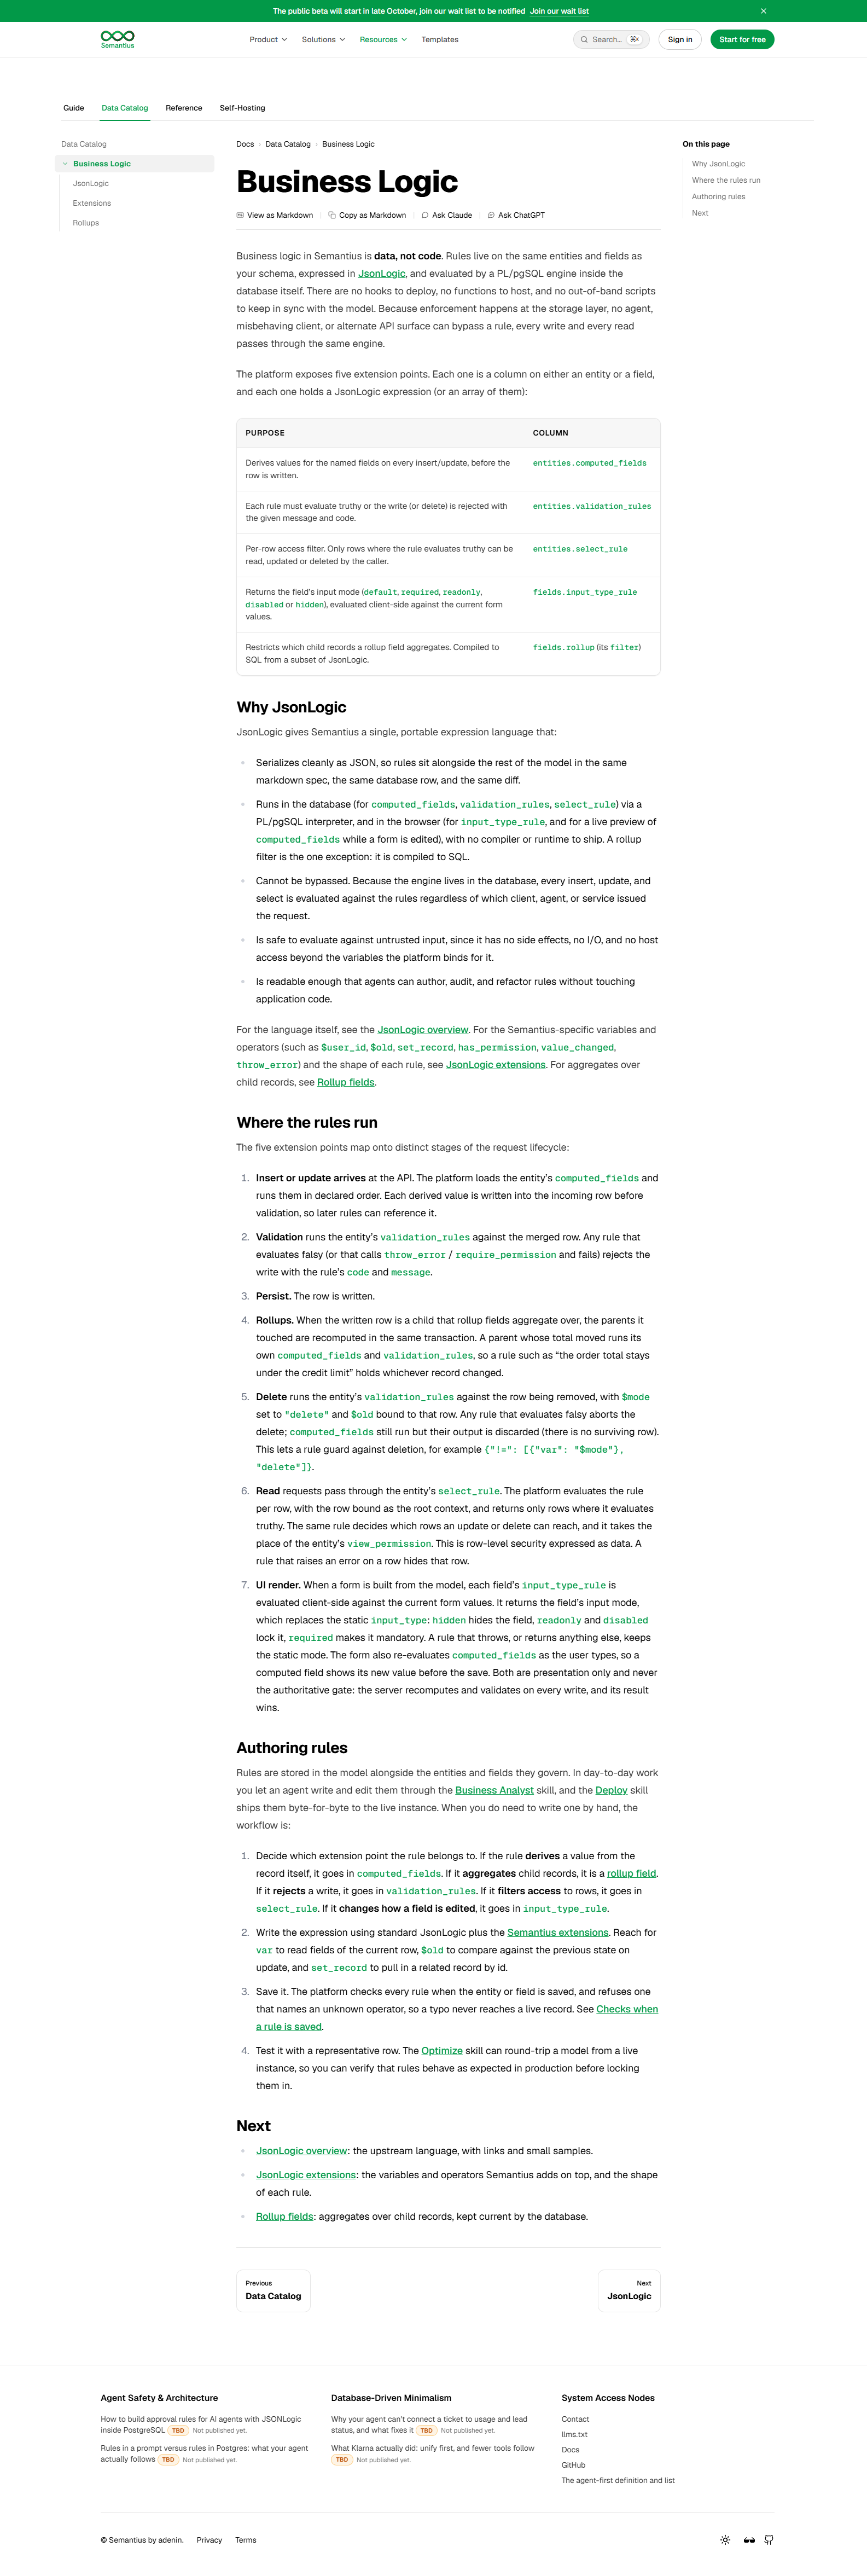 The public beta will start in late October, join our wait list to be notified Join our wait list
Semantius
Product
Solutions
Resources
Templates
Search...
⌘K
Sign in
Start for free
Guide
Data Catalog
Reference
Self-Hosting
Data Catalog
Business Logic
JsonLogic
Extensions
Rollups
Docs › Data Catalog › Business Logic
Business Logic
View as Markdown
Copy as Markdown
Ask Claude
Ask ChatGPT
On this page
Why JsonLogic
Where the rules run
Authoring rules
Next
Business logic in Semantius is data, not code. Rules live on the same entities and fields as
your schema, expressed in JsonLogic, and evaluated by a PL/pgSQL engine inside the
database itself. There are no hooks to deploy, no functions to host, and no out-of-band scripts
to keep in sync with the model. Because enforcement happens at the storage layer, no agent,
misbehaving client, or alternate API surface can bypass a rule, every write and every read
passes through the same engine.
The platform exposes five extension points. Each one is a column on either an entity or a field,
and each one holds a JsonLogic expression (or an array of them):
PURPOSE
COLUMN
Derives values for the named fields on every insert/update, before the
row is written.
entities.computed_fields
Each rule must evaluate truthy or the write (or delete) is rejected with
the given message and code.
entities.validation_rules
Per-row access filter. Only rows where the rule evaluates truthy can be
read, updated or deleted by the caller.
entities.select_rule
Returns the field's input mode (default, required, readonly,
disabled or hidden), evaluated client-side against the current form
values.
fields.input_type_rule
Restricts which child records a rollup field aggregates. Compiled to
SQL from a subset of JsonLogic.
fields.rollup (its filter)
Why JsonLogic
JsonLogic gives Semantius a single, portable expression language that:
Serializes cleanly as JSON, so rules sit alongside the rest of the model in the same
markdown spec, the same database row, and the same diff.
Runs in the database (for computed_fields, validation_rules, select_rule) via a
PL/pgSQL interpreter, and in the browser (for input_type_rule, and for a live preview of
computed_fields while a form is edited), with no compiler or runtime to ship. A rollup
filter is the one exception: it is compiled to SQL.
Cannot be bypassed. Because the engine lives in the database, every insert, update, and
select is evaluated against the rules regardless of which client, agent, or service issued
the request.
Is safe to evaluate against untrusted input, since it has no side effects, no I/O, and no host
access beyond the variables the platform binds for it.
Is readable enough that agents can author, audit, and refactor rules without touching
application code.
For the language itself, see the JsonLogic overview. For the Semantius-specific variables and
operators (such as $user_id, $old, set_record, has_permission, value_changed,
throw_error) and the shape of each rule, see JsonLogic extensions. For aggregates over
child records, see Rollup fields.
Where the rules run
The five extension points map onto distinct stages of the request lifecycle:
1. Insert or update arrives at the API. The platform loads the entity's computed_fields and
runs them in declared order. Each derived value is written into the incoming row before
validation, so later rules can reference it.
2. Validation runs the entity's validation_rules against the merged row. Any rule that
evaluates falsy (or that calls throw_error / require_permission and fails) rejects the
write with the rule's code and message.
3. Persist. The row is written.
4. Rollups. When the written row is a child that rollup fields aggregate over, the parents it
touched are recomputed in the same transaction. A parent whose total moved runs its
own computed_fields and validation_rules, so a rule such as “the order total stays
under the credit limit” holds whichever record changed.
5. Delete runs the entity's validation_rules against the row being removed, with $mode
set to "delete" and $old bound to that row. Any rule that evaluates falsy aborts the
delete; computed_fields still run but their output is discarded (there is no surviving row).
This lets a rule guard against deletion, for example {"!=": [{"var": "$mode"},
"delete"]}.
6. Read requests pass through the entity's select_rule. The platform evaluates the rule
per row, with the row bound as the root context, and returns only rows where it evaluates
truthy. The same rule decides which rows an update or delete can reach, and it takes the
place of the entity's view_permission. This is row-level security expressed as data. A
rule that raises an error on a row hides that row.
7. UI render. When a form is built from the model, each field's input_type_rule is
evaluated client-side against the current form values. It returns the field's input mode,
which replaces the static input_type: hidden hides the field, readonly and disabled
lock it, required makes it mandatory. A rule that throws, or returns anything else, keeps
the static mode. The form also re-evaluates computed_fields as the user types, so a
computed field shows its new value before the save. Both are presentation only and never
the authoritative gate: the server recomputes and validates on every write, and its result
wins.
Authoring rules
Rules are stored in the model alongside the entities and fields they govern. In day-to-day work
you let an agent write and edit them through the Business Analyst skill, and the Deploy skill
ships them byte-for-byte to the live instance. When you do need to write one by hand, the
workflow is:
1. Decide which extension point the rule belongs to. If the rule derives a value from the
record itself, it goes in computed_fields. If it aggregates child records, it is a rollup field.
If it rejects a write, it goes in validation_rules. If it filters access to rows, it goes in
select_rule. If it changes how a field is edited, it goes in input_type_rule.
2. Write the expression using standard JsonLogic plus the Semantius extensions. Reach for
var to read fields of the current row, $old to compare against the previous state on
update, and set_record to pull in a related record by id.
3. Save it. The platform checks every rule when the entity or field is saved, and refuses one
that names an unknown operator, so a typo never reaches a live record. See Checks when
a rule is saved.
4. Test it with a representative row. The Optimize skill can round-trip a model from a live
instance, so you can verify that rules behave as expected in production before locking
them in.
Next
JsonLogic overview: the upstream language, with links and small samples.
JsonLogic extensions: the variables and operators Semantius adds on top, and the shape
of each rule.
Rollup fields: aggregates over child records, kept current by the database.
Previous
Data Catalog
Next
JsonLogic
Agent Safety & Architecture
How to build approval rules for AI agents with JSONLogic
inside PostgreSQL TBD Not published yet.
Rules in a prompt versus rules in Postgres: what your agent
actually follows TBD Not published yet.
Database-Driven Minimalism
Why your agent can't connect a ticket to usage and lead
status, and what fixes it TBD Not published yet.
What Klarna actually did: unify first, and fewer tools follow
TBD Not published yet.
System Access Nodes
Contact
llms.txt
Docs
GitHub
The agent-first definition and list
© Semantius by adenin.
Privacy
Terms